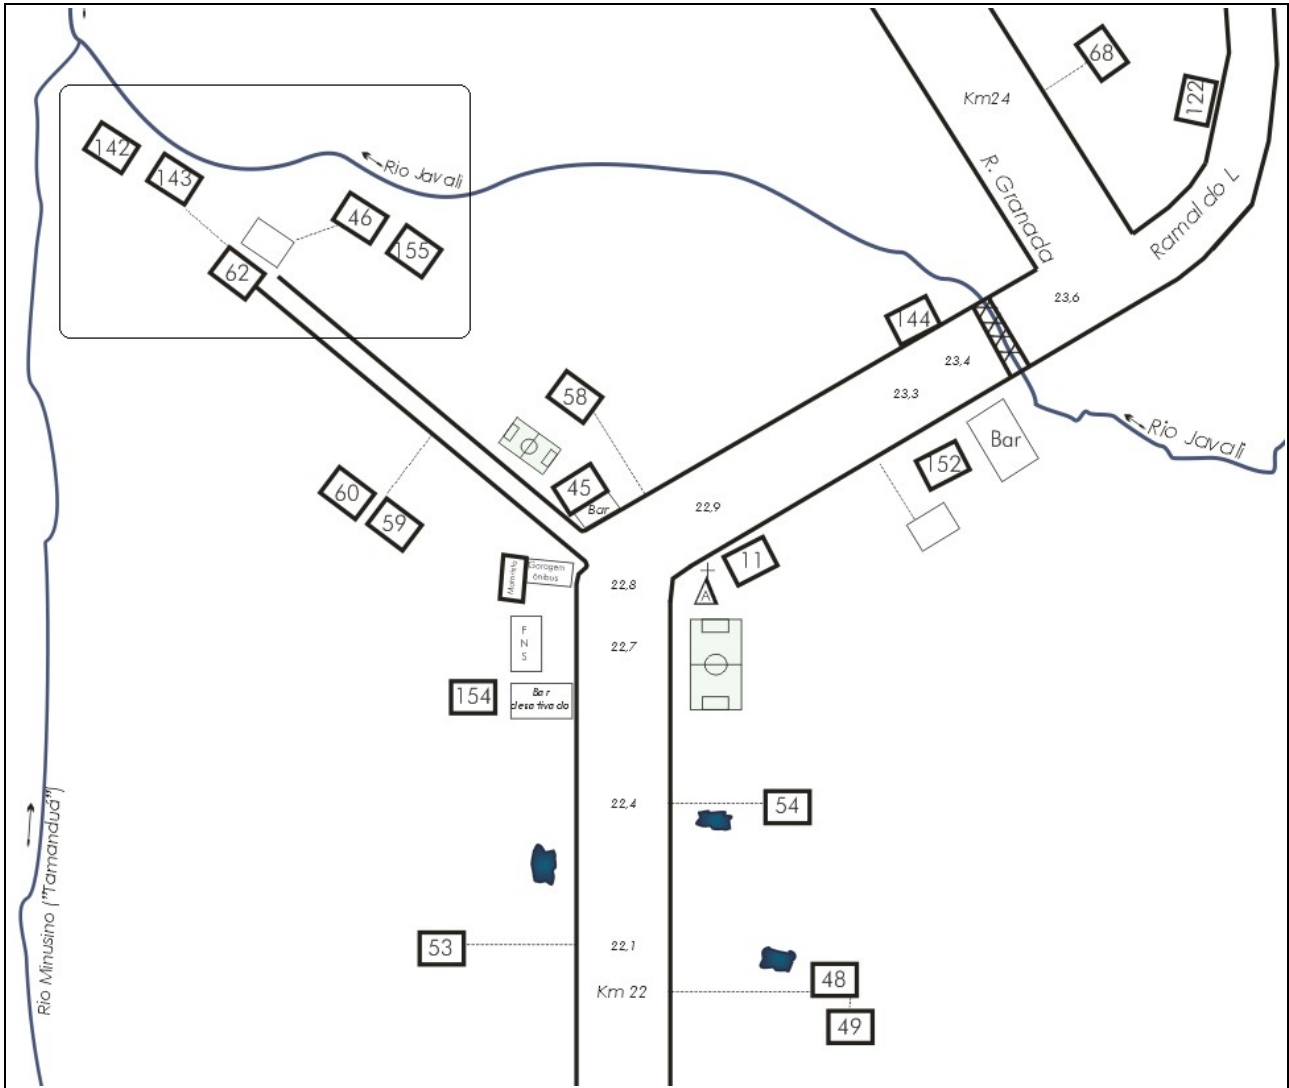 68
Km24
122
142
143
Rio Javali
R. Granada
Ramal do L
46
155
62
23,6
144
23,4
23,3
58
Rio Javali
Bar
152
45
Bar
60
59
22,9
11
Garagem
ônibus
22,8
A
F
N
S
22,7
154
Bar
desativado
22,4
54
Rio Minusino ("Tamanduá")
53
22,1
48
Km 22
49